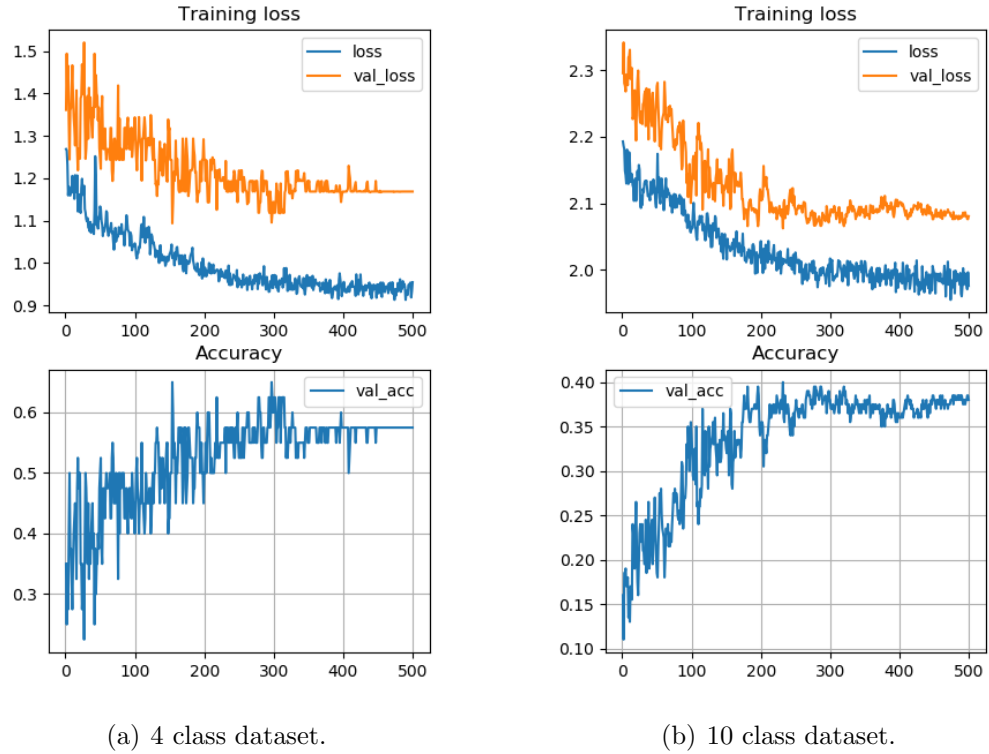 Training loss
1.5
1.4
1.3
1.2
1.1
1.0
0.9
loss
val_loss
0 100 200 300 400 500
Accuracy
0.6
0.5
0.4
0.3
val_acc
0 100 200 300 400 500
(a) 4 class dataset.
Training loss
2.3
2.2
2.1
2.0
loss
val_loss
0 100 200 300 400 500
Accuracy
0.40
0.35
0.30
0.25
0.20
0.15
0.10
val_acc
0 100 200 300 400 500
(b) 10 class dataset.